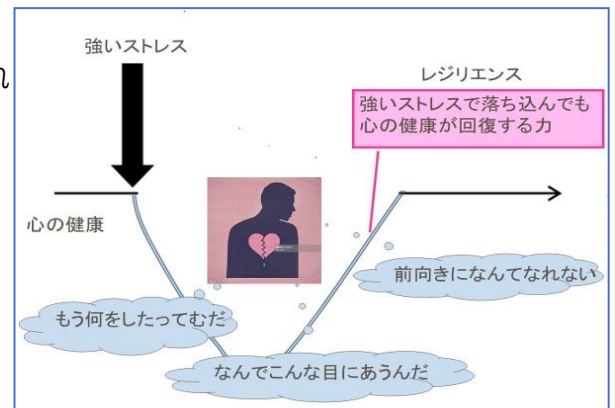 強いストレス
レジリエンス
強いストレスで落ち込んでも
心の健康が回復する力
心の健康
前向きになんてなれない
もう何をしたってむだ
なんでこんな目にあうんだ